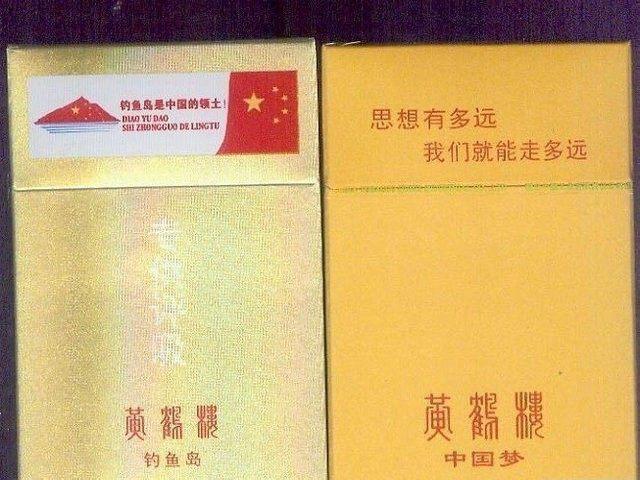 钓鱼岛是中国的领土!
DIAO YU DAO
SHI ZHONGGUO DE LINGTU
黄鹤楼
钓鱼岛
思想有多远
我们就能走多远
黄鹤楼
中国梦